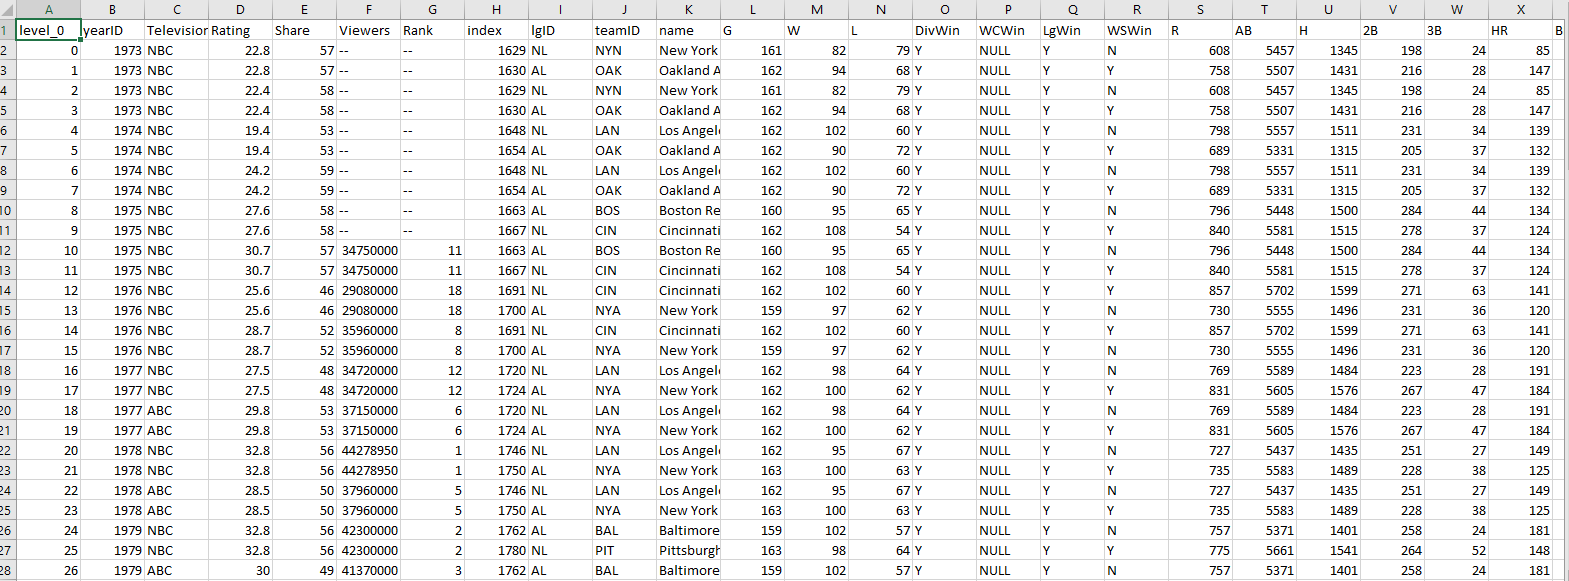 A B C D E F G H I J K L M N O P Q R S T U V W X
1 level_0 yearID Television Rating Share Viewers Rank index lgID teamID name G W L DivWin WCWin LgWin WSWin R AB H 2B 3B HR B
2 0 1973 NBC 22.8 57 -- -- 1629 NL NYN New York 161 82 79 Y NULL Y N 608 5457 1345 198 24 85
3 1 1973 NBC 22.8 57 -- -- 1630 AL OAK Oakland A 162 94 68 Y NULL Y Y 758 5507 1431 216 28 147
4 2 1973 NBC 22.4 58 -- -- 1629 NL NYN New York 161 82 79 Y NULL Y N 608 5457 1345 198 24 85
5 3 1973 NBC 22.4 58 -- -- 1630 AL OAK Oakland A 162 94 68 Y NULL Y Y 758 5507 1431 216 28 147
6 4 1974 NBC 19.4 53 -- -- 1648 NL LAN Los Angel 162 102 60 Y NULL Y N 798 5557 1511 231 34 139
7 5 1974 NBC 19.4 53 -- -- 1654 AL OAK Oakland A 162 90 72 Y NULL Y Y 689 5331 1315 205 37 132
8 6 1974 NBC 24.2 59 -- -- 1648 NL LAN Los Angel 162 102 60 Y NULL Y N 798 5557 1511 231 34 139
9 7 1974 NBC 24.2 59 -- -- 1654 AL OAK Oakland A 162 90 72 Y NULL Y Y 689 5331 1315 205 37 132
10 8 1975 NBC 27.6 58 -- -- 1663 AL BOS Boston Re 160 95 65 Y NULL Y N 796 5448 1500 284 44 134
11 9 1975 NBC 27.6 58 -- -- 1667 NL CIN Cincinnati 162 108 54 Y NULL Y Y 840 5581 1515 278 37 124
12 10 1975 NBC 30.7 57 34750000 11 1663 AL BOS Boston Re 160 95 65 Y NULL Y N 796 5448 1500 284 44 134
13 11 1975 NBC 30.7 57 34750000 11 1667 NL CIN Cincinnati 162 108 54 Y NULL Y Y 840 5581 1515 278 37 124
14 12 1976 NBC 25.6 46 29080000 18 1691 NL CIN Cincinnati 162 102 60 Y NULL Y Y 857 5702 1599 271 63 141
15 13 1976 NBC 25.6 46 29080000 18 1700 AL NYA New York 159 97 62 Y NULL Y N 730 5555 1496 231 36 120
16 14 1976 NBC 28.7 52 35960000 8 1691 NL CIN Cincinnati 162 102 60 Y NULL Y Y 857 5702 1599 271 63 141
17 15 1976 NBC 28.7 52 35960000 8 1700 AL NYA New York 159 97 62 Y NULL Y N 730 5555 1496 231 36 120
18 16 1977 NBC 27.5 48 34720000 12 1720 NL LAN Los Angel 162 98 64 Y NULL Y N 769 5589 1484 223 28 191
19 17 1977 NBC 27.5 48 34720000 12 1724 AL NYA New York 162 100 62 Y NULL Y Y 831 5605 1576 267 47 184
20 18 1977 ABC 29.8 53 37150000 6 1720 NL LAN Los Angel 162 98 64 Y NULL Y N 769 5589 1484 223 28 191
21 19 1977 ABC 29.8 53 37150000 6 1724 AL NYA New York 162 100 62 Y NULL Y Y 831 5605 1576 267 47 184
22 20 1978 NBC 32.8 56 44278950 1 1746 NL LAN Los Angel 162 95 67 Y NULL Y N 727 5437 1435 251 27 149
23 21 1978 NBC 32.8 56 44278950 1 1750 AL NYA New York 163 100 63 Y NULL Y Y 735 5583 1489 228 38 125
24 22 1978 ABC 28.5 50 37960000 5 1746 NL LAN Los Angel 162 95 67 Y NULL Y N 727 5437 1435 251 27 149
25 23 1978 ABC 28.5 50 37960000 5 1750 AL NYA New York 163 100 63 Y NULL Y Y 735 5583 1489 228 38 125
26 24 1979 NBC 32.8 56 42300000 2 1762 AL BAL Baltimore 159 102 57 Y NULL Y N 757 5371 1401 258 24 181
27 25 1979 NBC 32.8 56 42300000 2 1780 NL PIT Pittsburgh 163 98 64 Y NULL Y Y 775 5661 1541 264 52 148
28 26 1979 ABC 30 49 41370000 3 1762 AL BAL Baltimore 159 102 57 Y NULL Y N 757 5371 1401 258 24 181